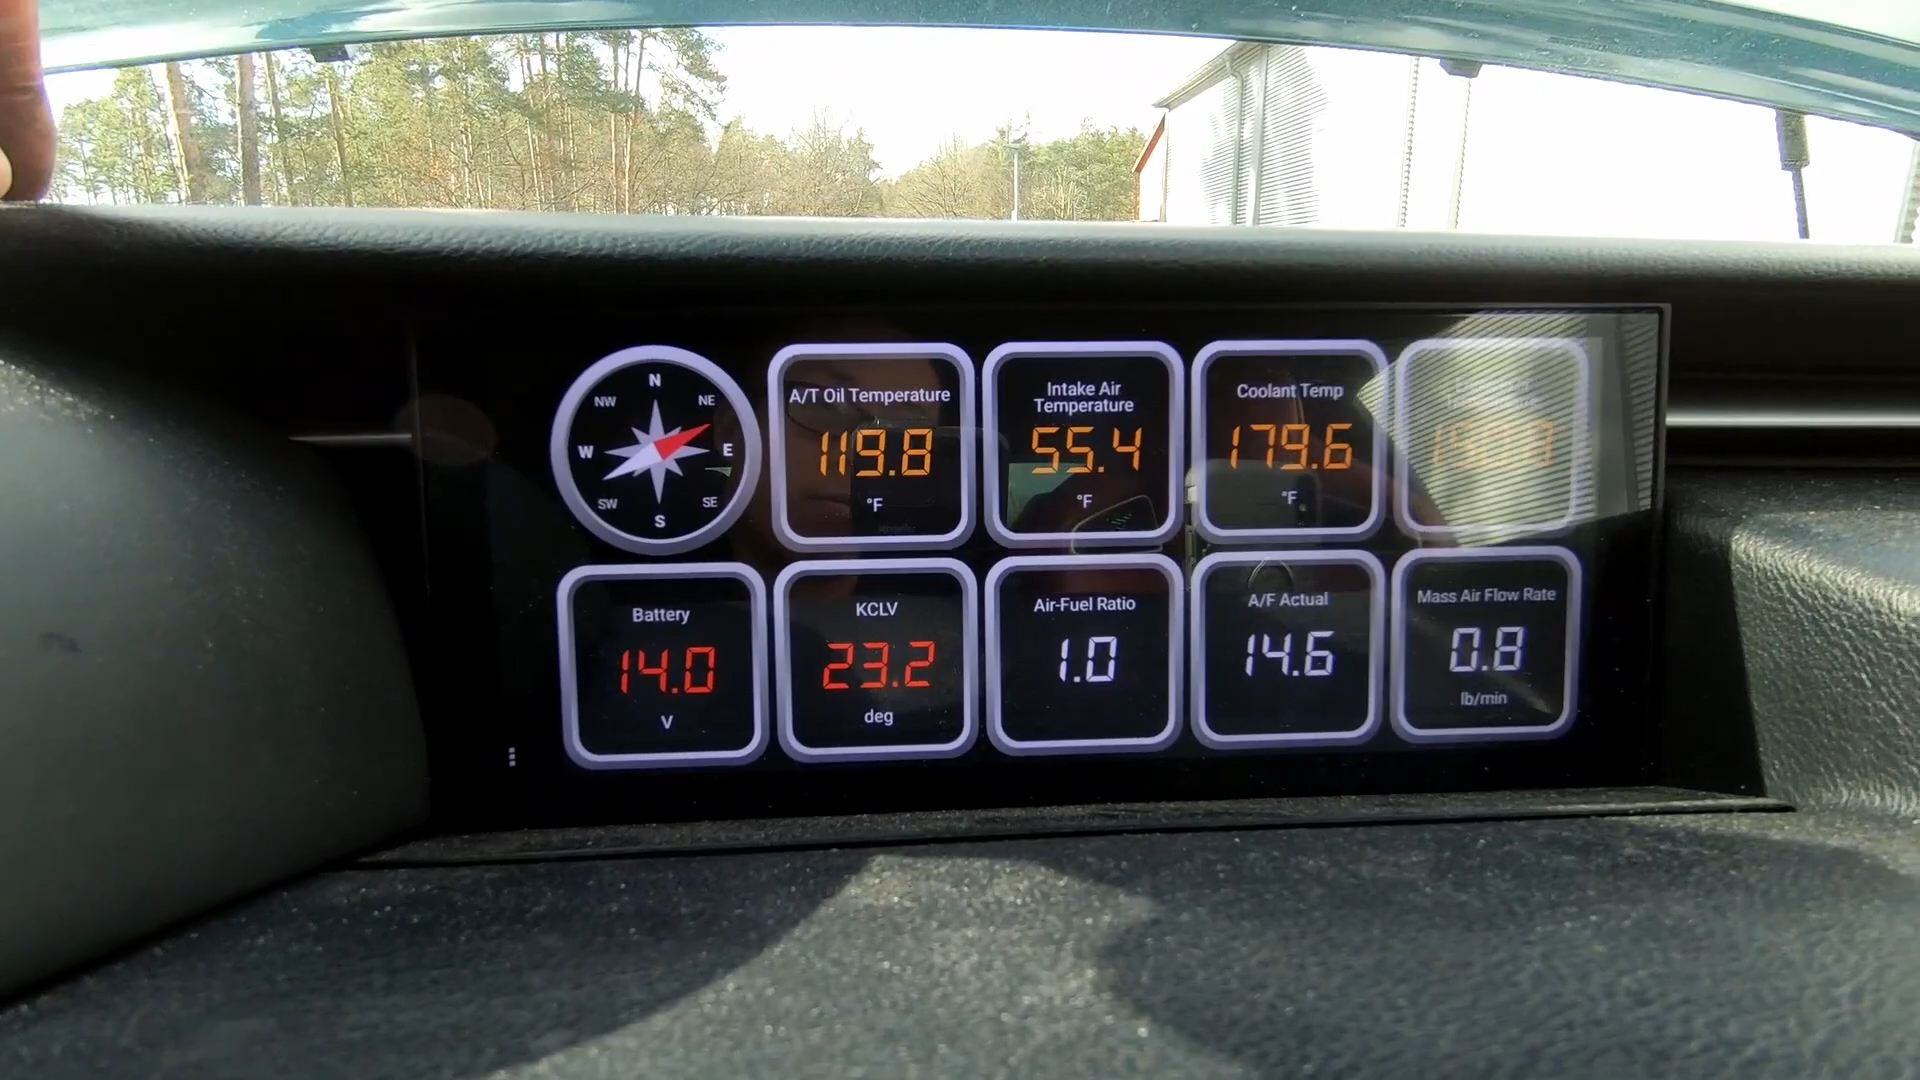 N
NW
NE
W
E
SW
SE
S
A/T Oil Temperature
119.8
°F
Intake Air
Temperature
55.4
°F
Coolant Temp
179.6
°F
Battery
14.0
V
KCLV
23.2
deg
Air-Fuel Ratio
1.0
A/F Actual
14.6
Mass Air Flow Rate
0.8
lb/min